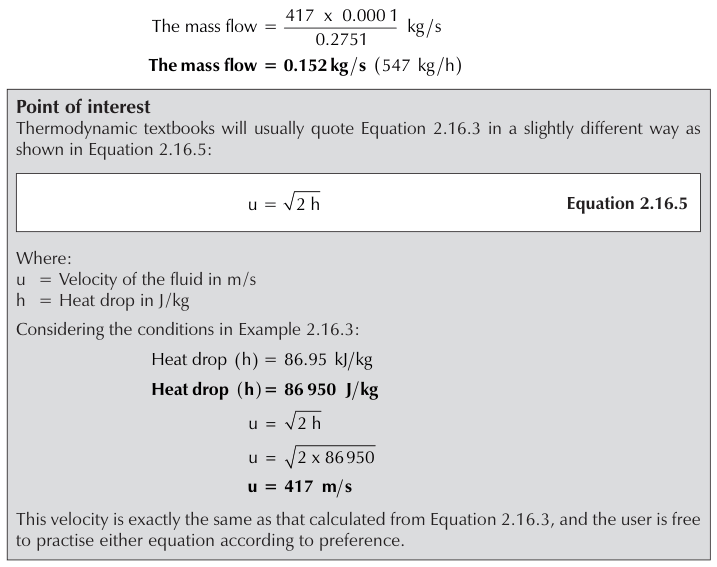 The mass flow = 417 x 0.0001 / 0.2751 kg/s
The mass flow = 0.152 kg/s (547 kg/h)
Point of interest
Thermodynamic textbooks will usually quote Equation 2.16.3 in a slightly different way as
shown in Equation 2.16.5:
u = √2 h Equation 2.16.5
Where:
u = Velocity of the fluid in m/s
h = Heat drop in J/kg
Considering the conditions in Example 2.16.3:
Heat drop (h) = 86.95 kJ/kg
Heat drop (h) = 86 950 J/kg
u = √2 h
u = √2 x 86 950
u = 417 m/s
This velocity is exactly the same as that calculated from Equation 2.16.3, and the user is free
to practise either equation according to preference.